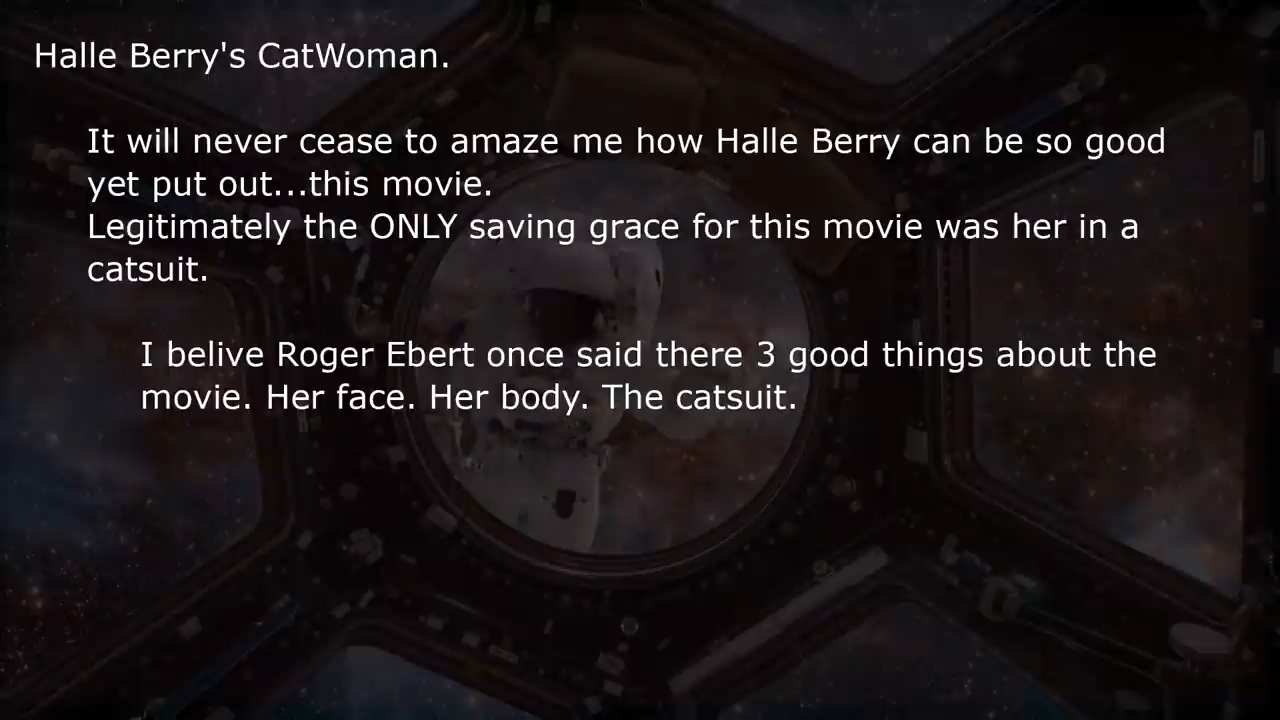 Halle Berry's CatWoman.
It will never cease to amaze me how Halle Berry can be so good
yet put out...this movie.
Legitimately the ONLY saving grace for this movie was her in a
catsuit.
I belive Roger Ebert once said there 3 good things about the
movie. Her face. Her body. The catsuit.